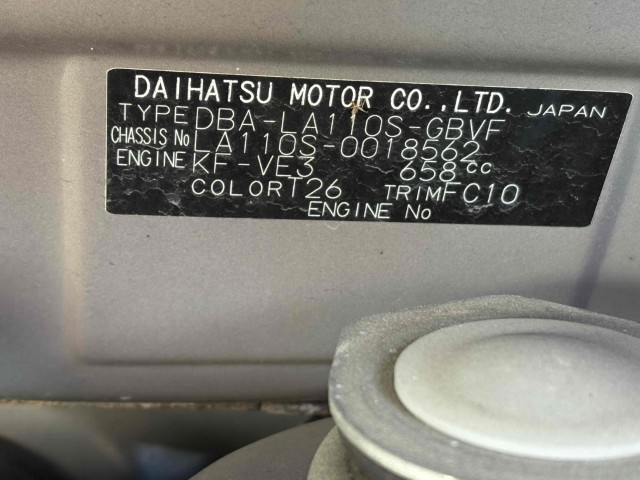 DAIHATSU MOTOR CO.,LTD. JAPAN
TYPE DBA-LA110S-GBVF
CHASSIS No LA110S-0018562
ENGINE KF-VE3 658cc
COLOR T26 TRIM FC10
ENGINE No